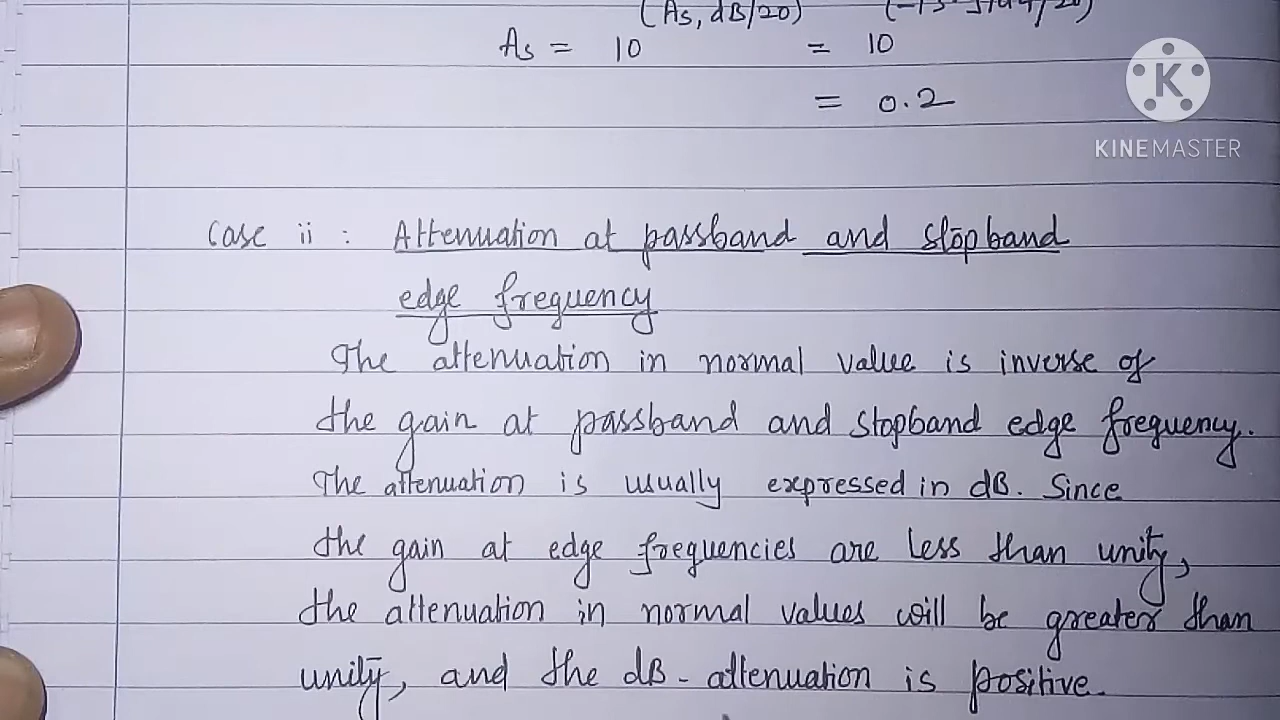 (As, dB/20)
As = 10 = 10
= 0.2
K
KINEMASTER
Case ii : Attenuation at passband and stopband
edge frequency
The attenuation in normal value is inverse of
the gain at passband and stopband edge frequency.
The attenuation is usually expressed in dB. Since
the gain at edge frequencies are less than unity,
the attenuation in normal values will be greater than
unity, and the dB - attenuation is positive.